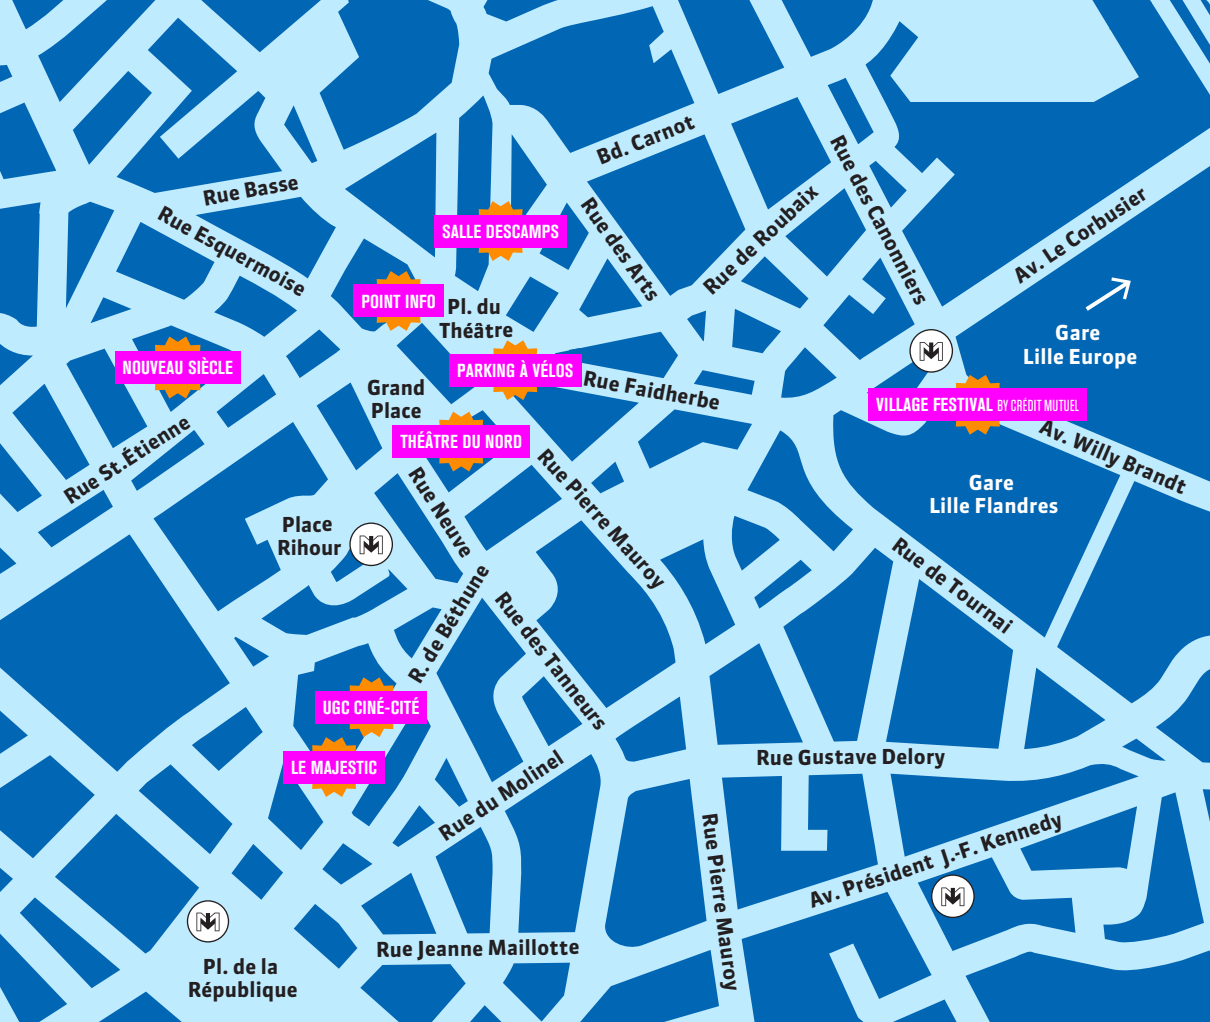 Bd. Carnot
Rue des Canonniers
Rue Basse
Rue Esquermoise
SALLE DESCAMPS
Rue des Arts
Rue de Roubaix
Av. Le Corbusier
POINT INFO
Pl. du
Théâtre
Gare
Lille Europe
NOUVEAU SIÈCLE
PARKING À VÉLOS
Rue Faidherbe
Grand
Place
VILLAGE FESTIVAL BY CRÉDIT MUTUEL
THÉÂTRE DU NORD
Av. Willy Brandt
Rue St.Étienne
Rue Neuve
Rue Pierre Mauroy
Gare
Lille Flandres
Place
Rihour
Rue de Tournai
R. de Béthune
Rue des Tanneurs
UGC CINÉ-CITÉ
LE MAJESTIC
Rue Gustave Delory
Rue du Molinel
Rue Pierre Mauroy
Av. Président J.-F. Kennedy
Rue Jeanne Maillotte
Pl. de la
République